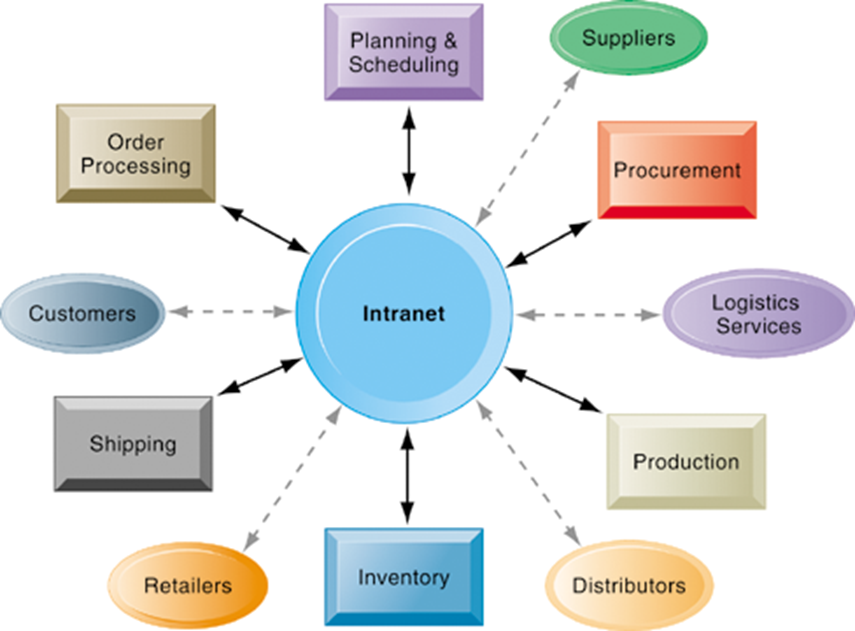 Planning &
Scheduling
Suppliers
Order
Processing
Procurement
Customers
Intranet
Logistics
Services
Shipping
Production
Retailers
Inventory
Distributors